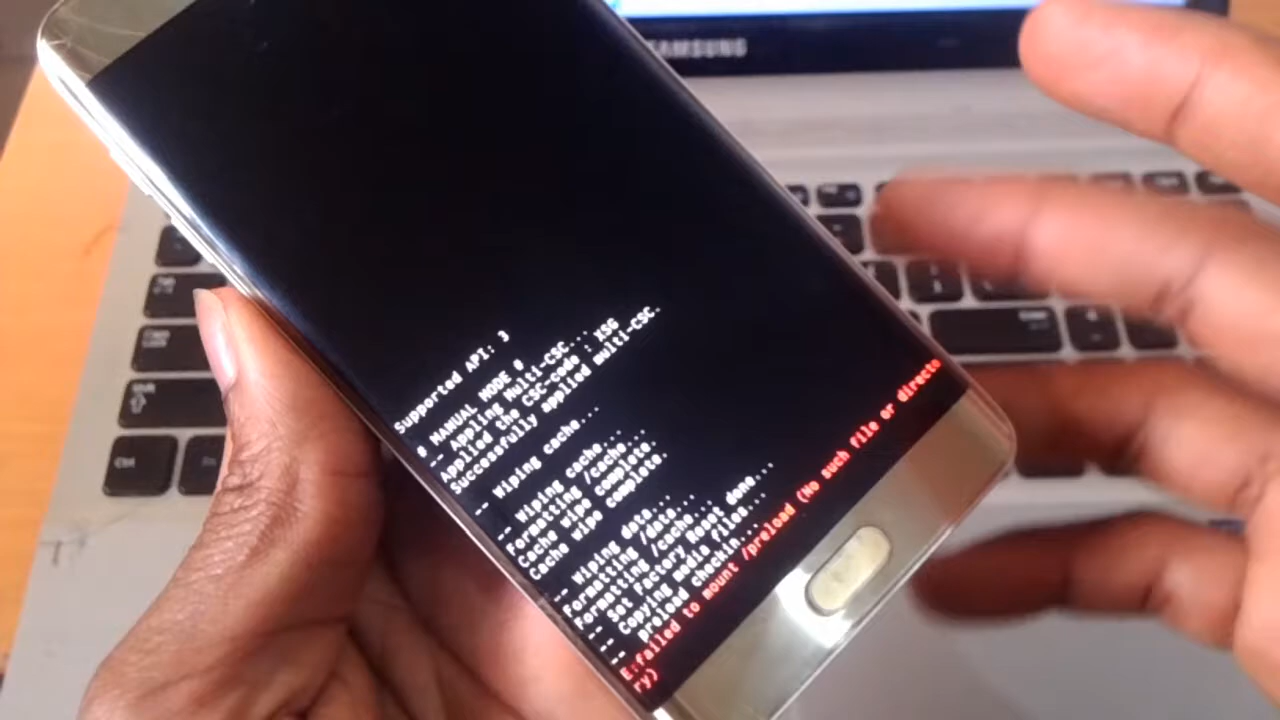 SAMSUNG
Supported API: 3
# MANUAL MODE #
-- Appling Multi-CSC...
Applied the CSC-code : XSG
Successfully applied multi-CSC.
-- Wiping cache...
-- Wiping cache...
Formatting /cache...
Cache wipe complete.
Cache wipe complete.
-- Wiping data...
Formatting /data...
Formatting /cache...
-- Set Factory Reset done...
-- Copying media files...
-- preload checkin...
E:failed to mount /preload (No such file or directo
ry)
Ctrl
Fn